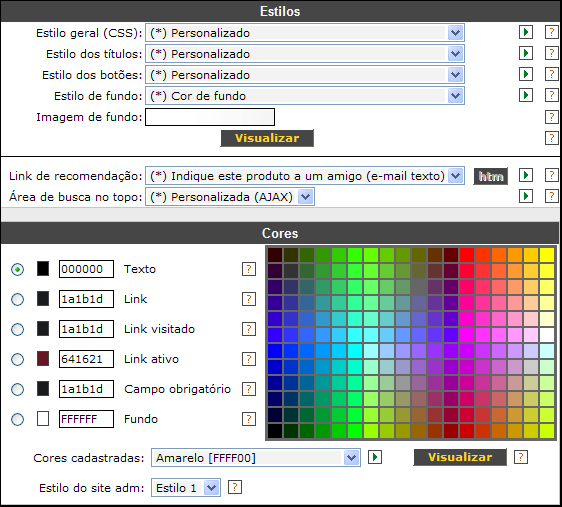 Estilos
Estilo geral (CSS): (*) Personalizado ?
Estilo dos títulos: (*) Personalizado ?
Estilo dos botões: (*) Personalizado ?
Estilo de fundo: (*) Cor de fundo ?
Imagem de fundo: ?
Visualizar ?
Link de recomendação: (*) Indique este produto a um amigo (e-mail texto) htm ?
Área de busca no topo: (*) Personalizada (AJAX) ?
Cores
000000 Texto ?
1a1b1d Link ?
1a1b1d Link visitado ?
641621 Link ativo ?
1a1b1d Campo obrigatório ?
FFFFFF Fundo ?
Cores cadastradas: Amarelo [FFFF00] Visualizar ?
Estilo do site adm: Estilo 1 ?